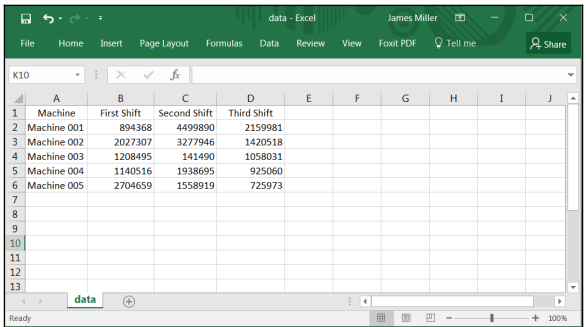 data - Excel James Miller
File Home Insert Page Layout Formulas Data Review View Foxit PDF Tell me Share
K10 fx
A B C D E F G H I J
1 Machine First Shift Second Shift Third Shift
2 Machine 001 894368 4499890 2159981
3 Machine 002 2027307 3277946 1420518
4 Machine 003 1208495 141490 1058031
5 Machine 004 1140516 1938695 925060
6 Machine 005 2704659 1558919 725973
7
8
9
10
11
12
13
data
Ready 100%